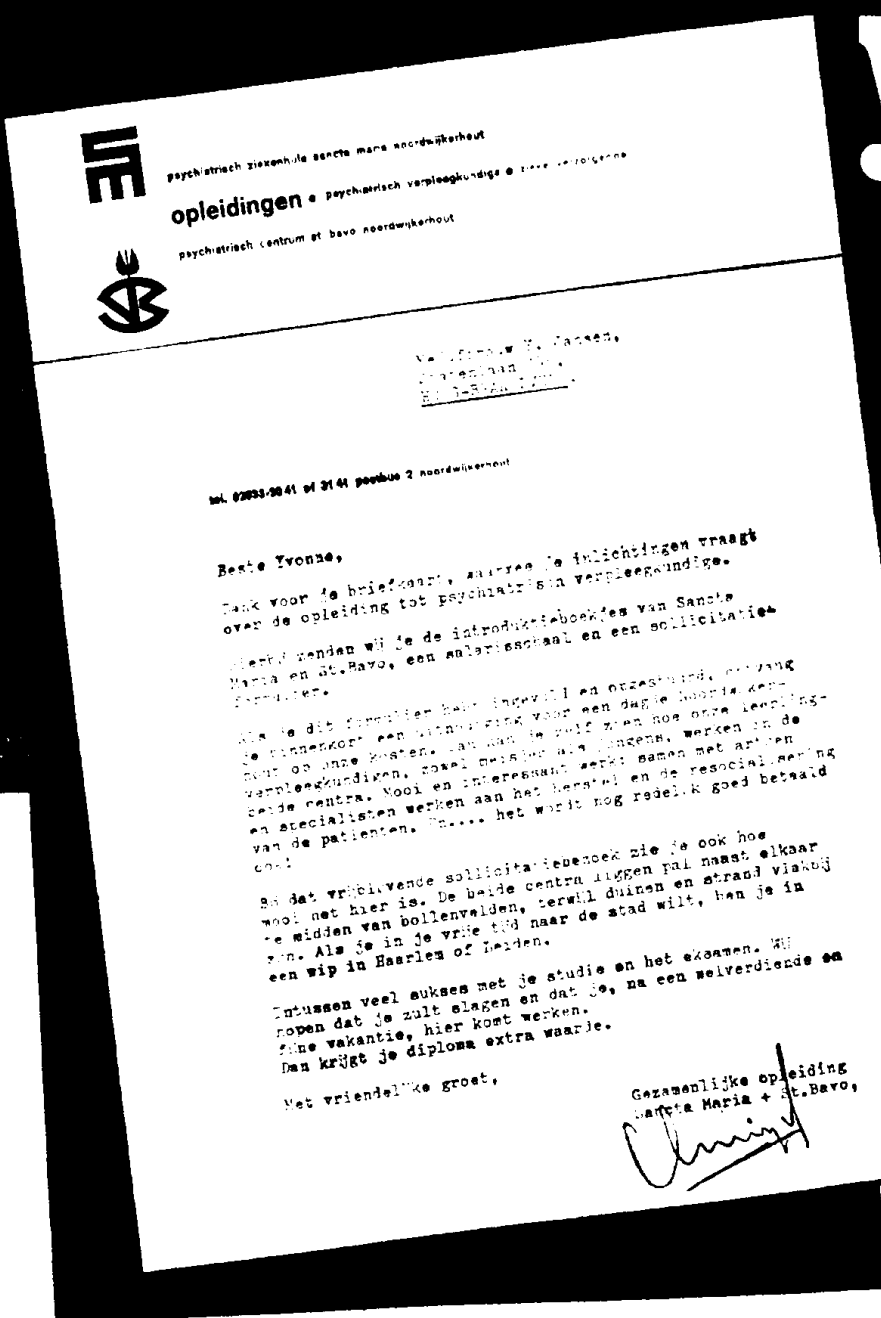 psychiatrisch ziekenhuis sancta maria noordwijkerhout
opleidingen • psychiatrisch verpleegkundige • zieke verzorgende
psychiatrisch centrum st bavo noordwijkerhout
Jansen,
tel. 02533-3041 of 3141 postbus 2 noordwijkerhout
Beste Yvonne,
Dank voor je briefkaart, waarmee je inlichtingen vraagt
over de opleiding tot psychiatrisch verpleegkundige.
Hierbij zenden wij je de introduktieboekjes van Sancta
Maria en St.Bavo, een salarisschaal en een sollicitatie-
formulier.
Als je dit formulier hebt ingevuld en opgestuurd, ontvang
je binnenkort een uitnodiging voor een dagje Noordwijker-
hout op onze kosten. Dan kan je zelf zien hoe onze leerling-
verpleegkundigen, zowel meisjes als jongens, werken in de
beide centra. Mooi en interessant werk: samen met artsen
en specialisten werken aan het herstel en de resocialisering
van de patienten. En.... het wordt nog redelijk goed betaald
ook!
Bij dat vrijblijvende sollicitatiebezoek zie je ook hoe
mooi het hier is. De beide centra liggen pal naast elkaar
te midden van bollenvelden, terwijl duinen en strand vlakbij
zijn. Als je in je vrije tijd naar de stad wilt, ben je in
een wip in Haarlem of Leiden.
Intussen veel sukses met je studie en het eksamen. Wij
hopen dat je zult slagen en dat je, na een welverdiende en
fijne vakantie, hier komt werken.
Dan krijgt je diploma extra waarde.
Met vriendelijke groet,
Gezamenlijke opleiding
Sancta Maria + St.Bavo,